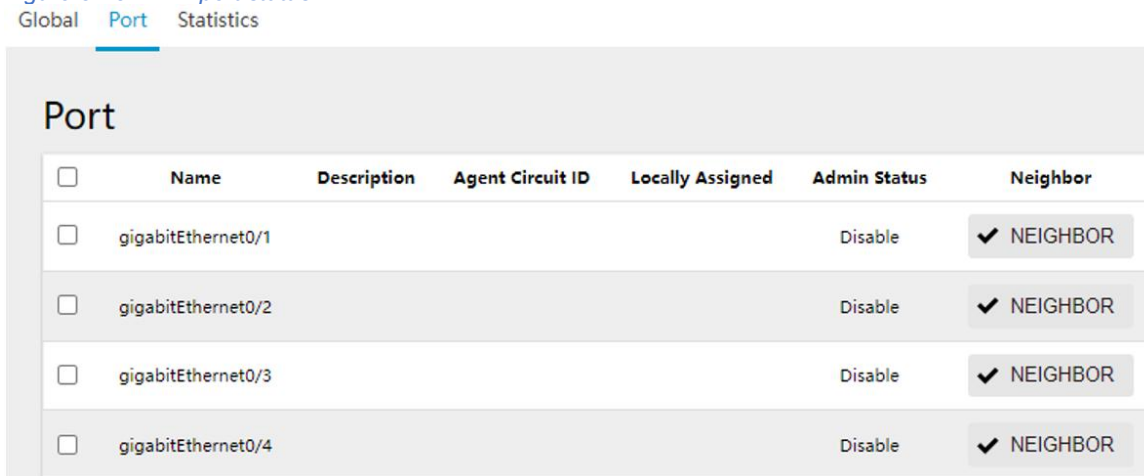 Global Port Statistics
Port
Name Description Agent Circuit ID Locally Assigned Admin Status Neighbor
gigabitEthernet0/1 Disable NEIGHBOR
gigabitEthernet0/2 Disable NEIGHBOR
gigabitEthernet0/3 Disable NEIGHBOR
gigabitEthernet0/4 Disable NEIGHBOR